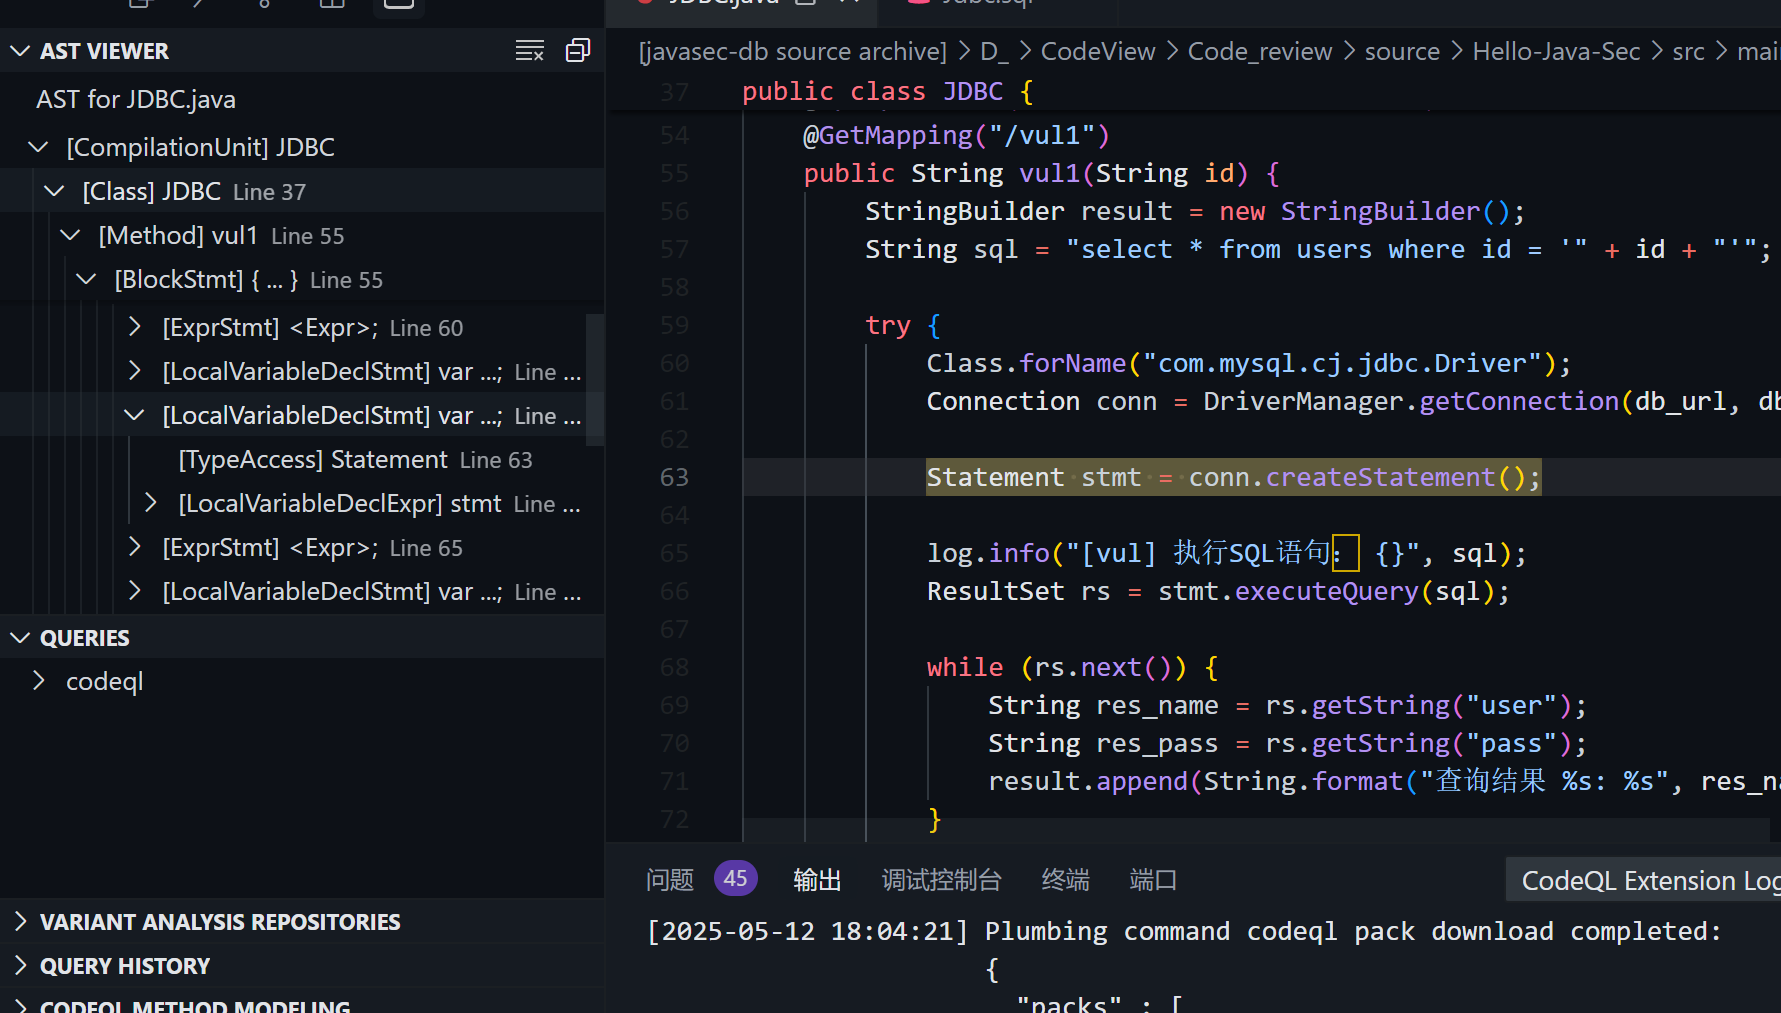 AST VIEWER
AST for JDBC.java
[CompilationUnit] JDBC
[Class] JDBC Line 37
[Method] vul1 Line 55
[BlockStmt] { ... } Line 55
[ExprStmt] <Expr>; Line 60
[LocalVariableDeclStmt] var ...; Line ...
[LocalVariableDeclStmt] var ...; Line ...
[TypeAccess] Statement Line 63
[LocalVariableDeclExpr] stmt Line ...
[ExprStmt] <Expr>; Line 65
[LocalVariableDeclStmt] var ...; Line ...
QUERIES
codeql
VARIANT ANALYSIS REPOSITORIES
QUERY HISTORY
CODEQL METHOD MODELING
JDBC.java
[javasec-db source archive] > D_ > CodeView > Code_review > source > Hello-Java-Sec > src > mai
37 public class JDBC {
54 @GetMapping("/vul1")
55 public String vul1(String id) {
56 StringBuilder result = new StringBuilder();
57 String sql = "select * from users where id = '" + id + "'";
58
59 try {
60 Class.forName("com.mysql.cj.jdbc.Driver");
61 Connection conn = DriverManager.getConnection(db_url, db
62
63 Statement stmt = conn.createStatement();
64
65 log.info("[vul] 执行SQL语句： {}", sql);
66 ResultSet rs = stmt.executeQuery(sql);
67
68 while (rs.next()) {
69 String res_name = rs.getString("user");
70 String res_pass = rs.getString("pass");
71 result.append(String.format("查询结果 %s: %s", res_na
72 }
问题 45 输出 调试控制台 终端 端口 CodeQL Extension Log
[2025-05-12 18:04:21] Plumbing command codeql pack download completed:
{
"packs" : [